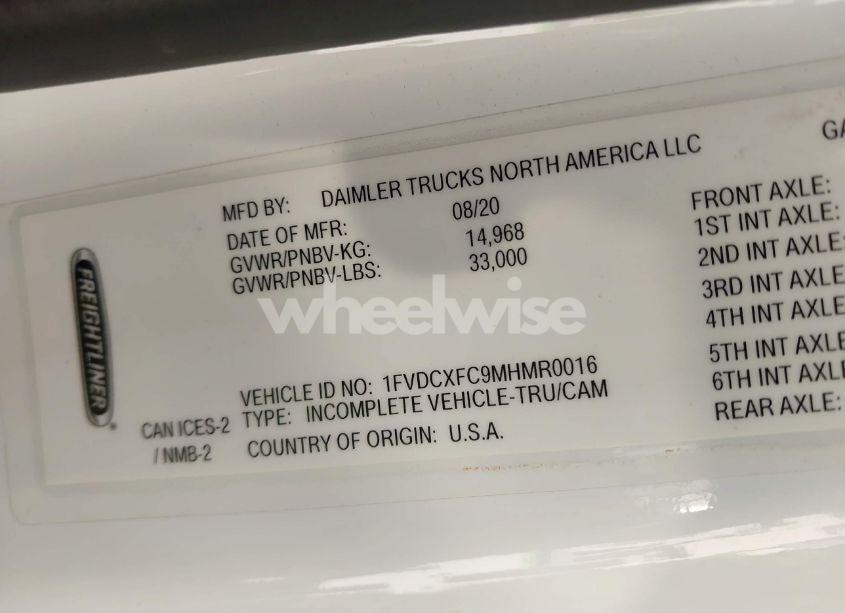 MFD BY: DAIMLER TRUCKS NORTH AMERICA LLC
DATE OF MFR: 08/20
GVWR/PNBV-KG: 14,968
GVWR/PNBV-LBS: 33,000
FREIGHTLINER
wheelwise
VEHICLE ID NO: 1FVDCXFC9MHMR0016
TYPE: INCOMPLETE VEHICLE-TRU/CAM
COUNTRY OF ORIGIN: U.S.A.
CAN ICES-2
/ NMB-2
GA
FRONT AXLE:
1ST INT AXLE:
2ND INT AXLE:
3RD INT AXLE
4TH INT AXLE
5TH INT AXLE
6TH INT AXLE
REAR AXLE: